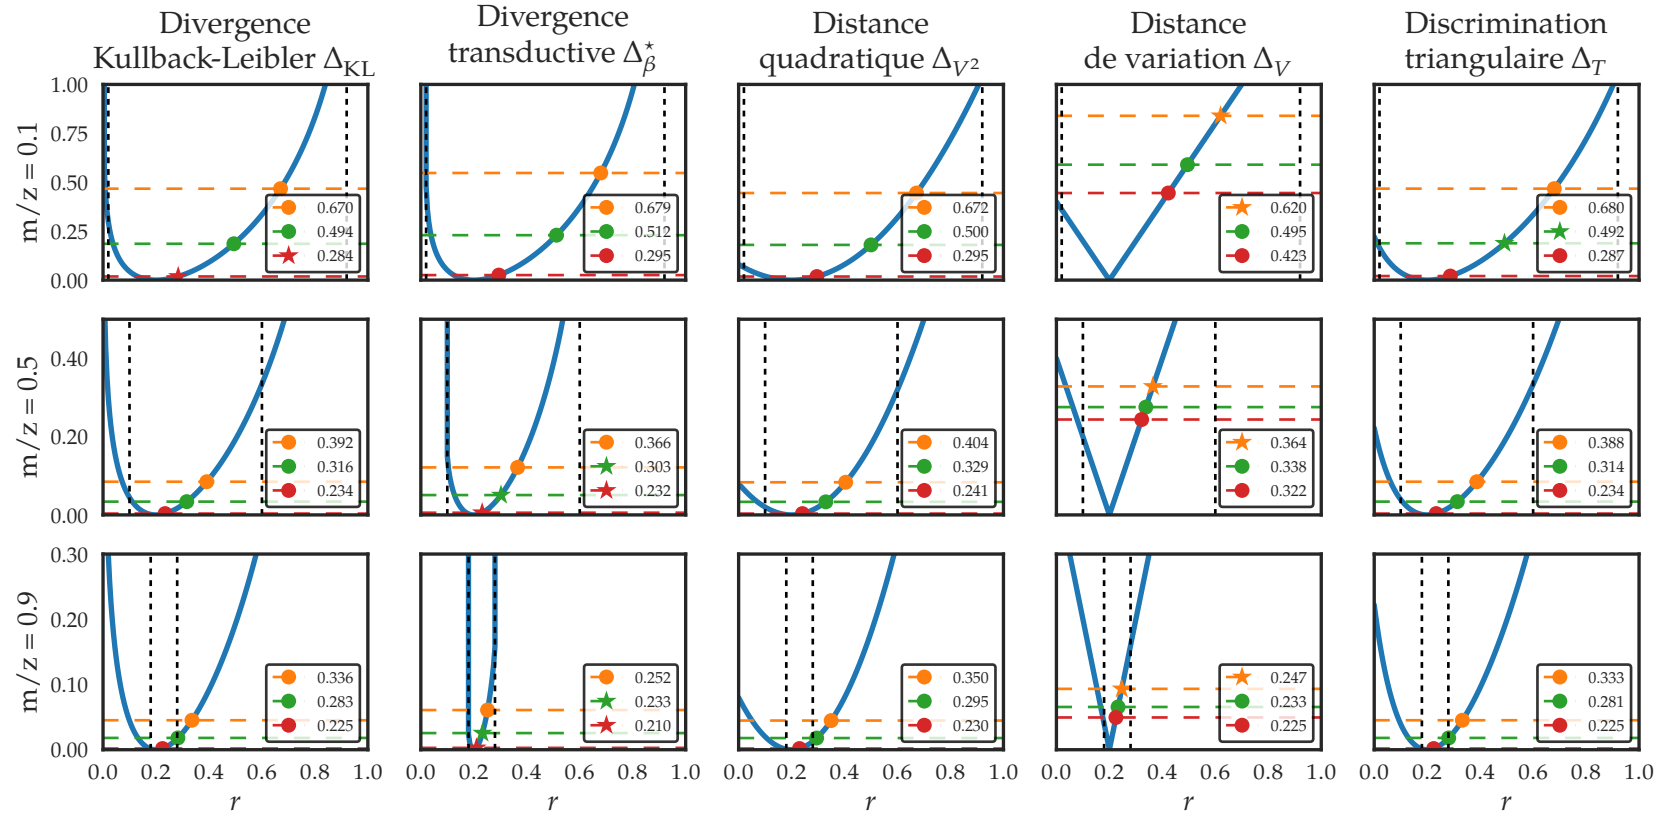 Divergence
Kullback-Leibler Δ_KL
Divergence
transductive Δ*_β
Distance
quadratique Δ_V²
Distance
de variation Δ_V
Discrimination
triangulaire Δ_T
m/z = 0.1
1.00
0.75
0.50
0.25
0.00
0.670
0.494
0.284
0.679
0.512
0.295
0.672
0.500
0.295
0.620
0.495
0.423
0.680
0.492
0.287
m/z = 0.5
0.40
0.20
0.00
0.392
0.316
0.234
0.366
0.303
0.232
0.404
0.329
0.241
0.364
0.338
0.322
0.388
0.314
0.234
m/z = 0.9
0.30
0.20
0.10
0.00
0.336
0.283
0.225
0.252
0.233
0.210
0.350
0.295
0.230
0.247
0.233
0.225
0.333
0.281
0.225
0.0 0.2 0.4 0.6 0.8 1.0
0.0 0.2 0.4 0.6 0.8 1.0
0.0 0.2 0.4 0.6 0.8 1.0
0.0 0.2 0.4 0.6 0.8 1.0
0.0 0.2 0.4 0.6 0.8 1.0
r
r
r
r
r